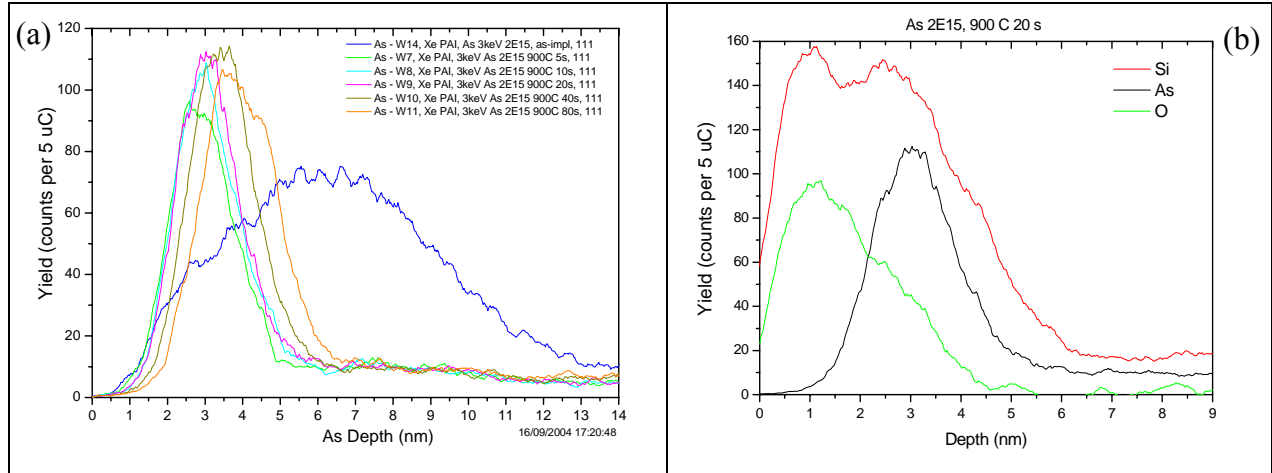 (a)
As - W14, Xe PAI, As 3keV 2E15, as-impl, 111
As - W7, Xe PAI, 3keV As 2E15 900C 5s, 111
As - W8, Xe PAI, 3keV As 2E15 900C 10s, 111
As - W9, Xe PAI, 3keV As 2E15 900C 20s, 111
As - W10, Xe PAI, 3keV As 2E15 900C 40s, 111
As - W11, Xe PAI, 3keV As 2E15 900C 80s, 111
Yield (counts per 5 uC)
120
100
80
60
40
20
0
0 1 2 3 4 5 6 7 8 9 10 11 12 13 14
As Depth (nm)
16/09/2004 17:20:48
As 2E15, 900 C 20 s
(b)
Si
As
O
Yield (counts per 5 uC)
160
140
120
100
80
60
40
20
0
0 1 2 3 4 5 6 7 8 9
Depth (nm)